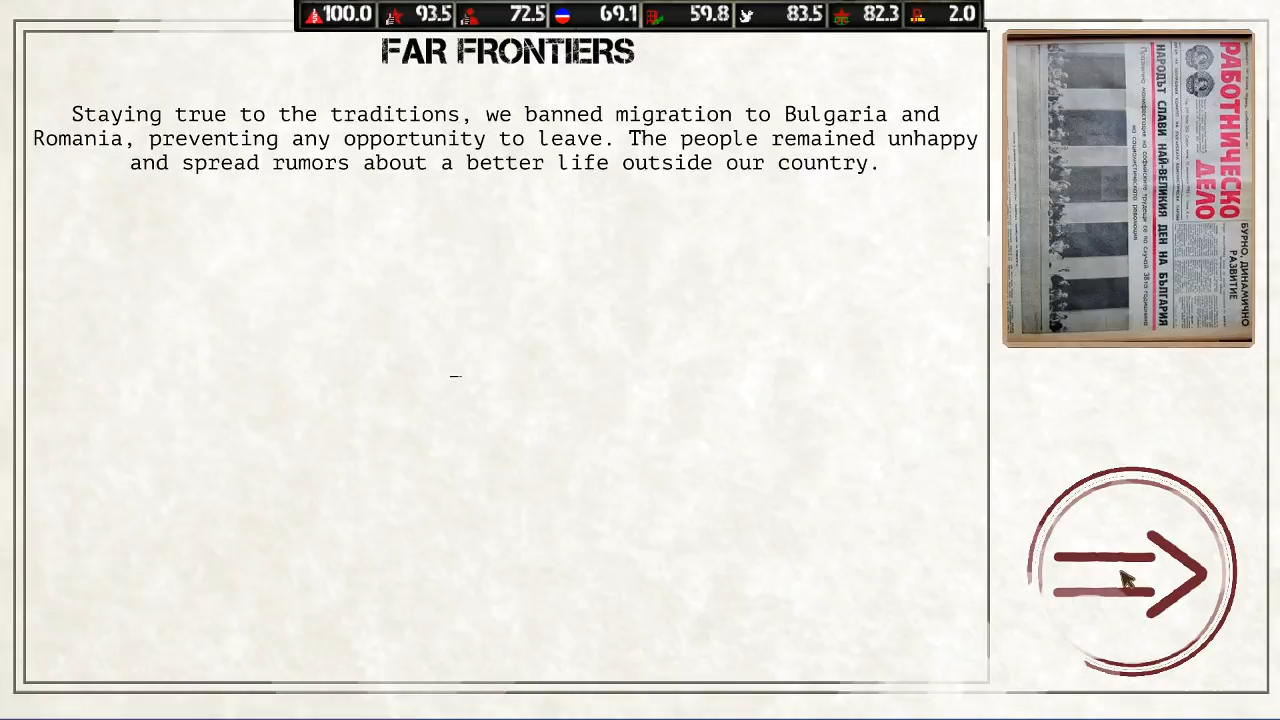 100.0 93.5 72.5 69.1 59.8 83.5 82.3 2.0
FAR FRONTIERS
Staying true to the traditions, we banned migration to Bulgaria and
Romania, preventing any opportunity to leave. The people remained unhappy
and spread rumors about a better life outside our country.
РАБОТНИЧЕСКО
ДЕЛО
БУРНО, ДИНАМИЧНО
РАЗВИТИЕ
НАРОДЪТ СЛАВИ НАЙ-ВЕЛИКИЯ ДЕН НА БЪЛГАРИЯ